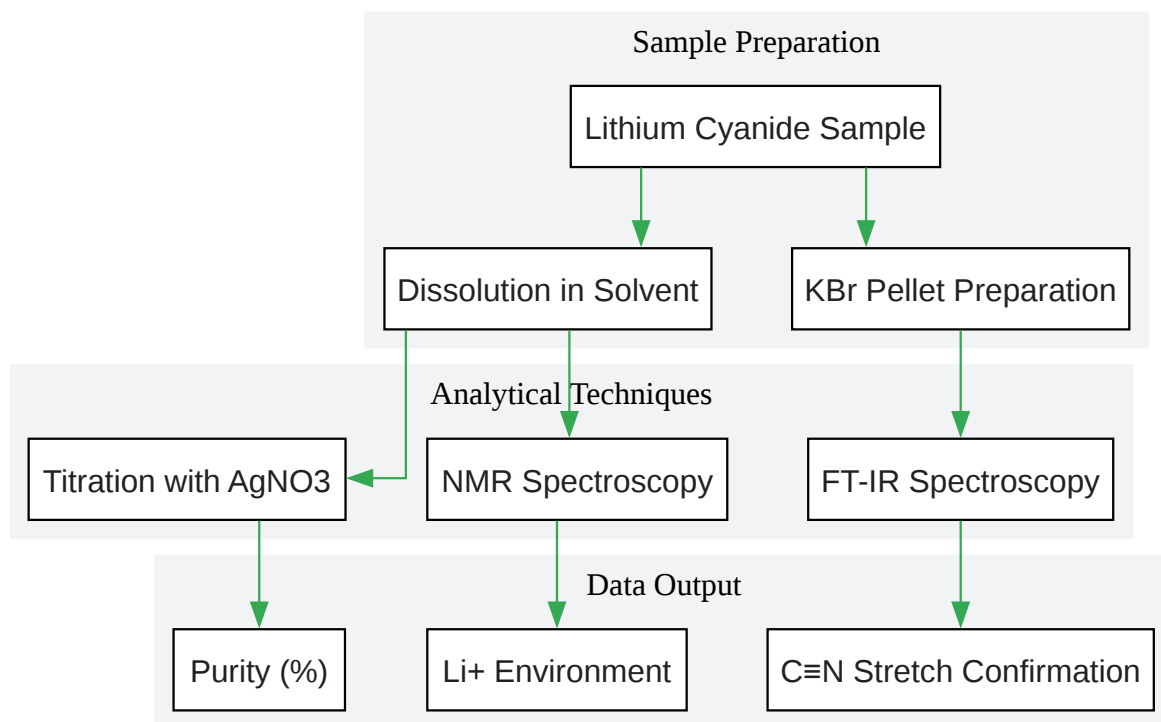 Sample Preparation
Lithium Cyanide Sample
Dissolution in Solvent
KBr Pellet Preparation
Analytical Techniques
Titration with AgNO3
NMR Spectroscopy
FT-IR Spectroscopy
Data Output
Purity (%)
Li+ Environment
C≡N Stretch Confirmation